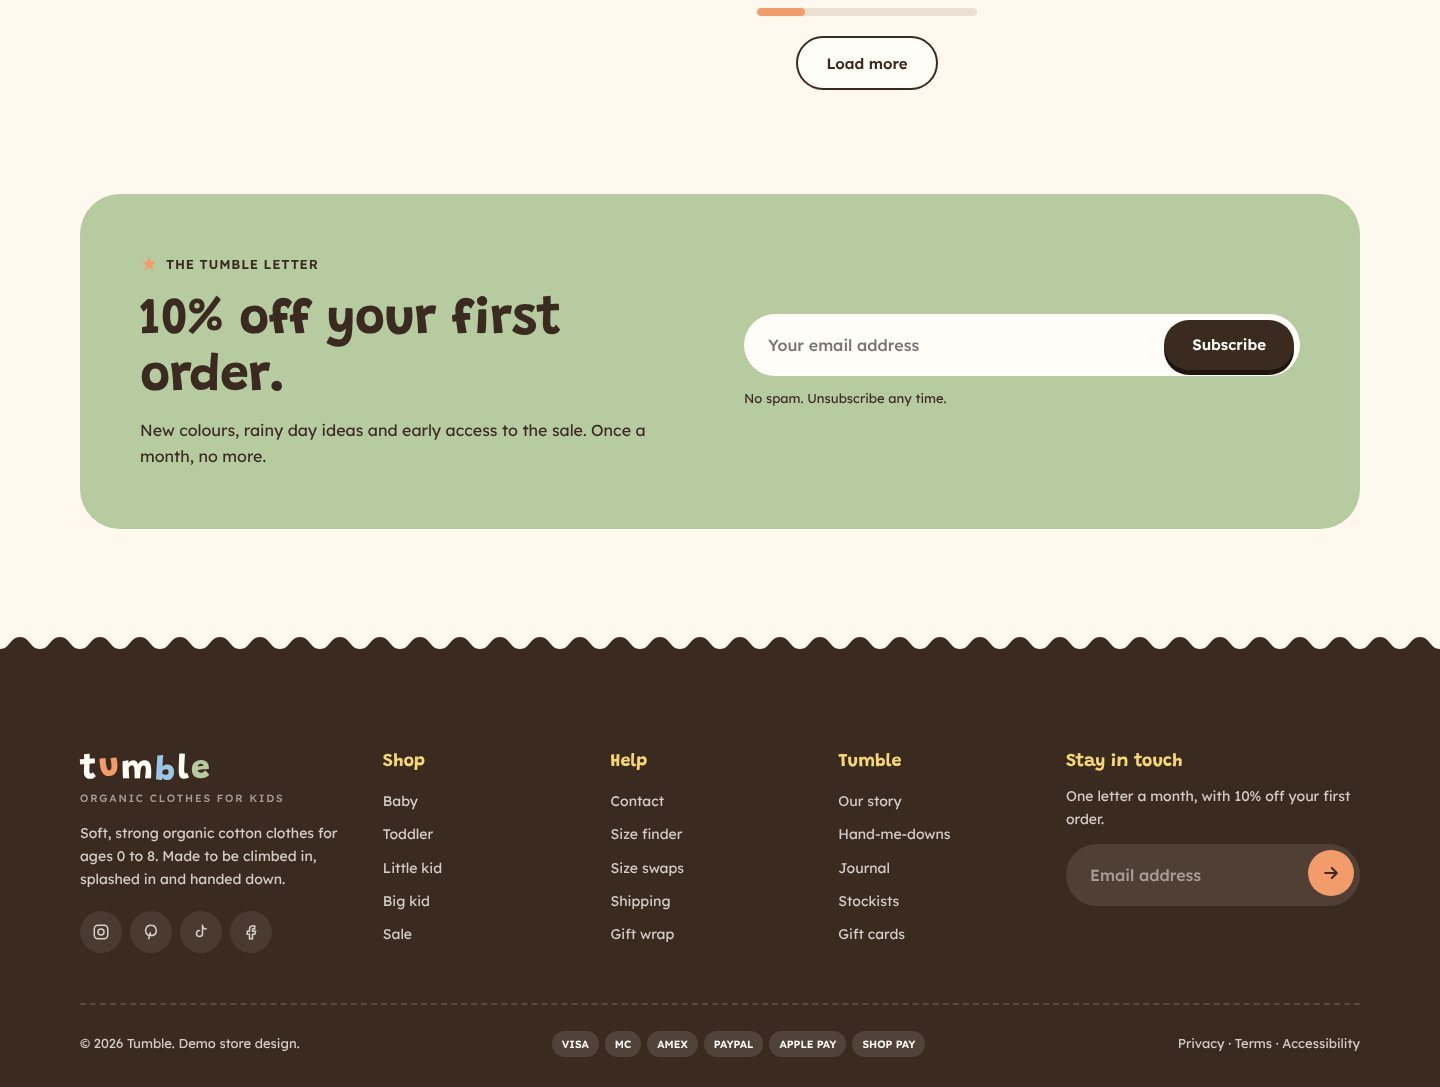 Load more
THE TUMBLE LETTER
10% off your first
order.
New colours, rainy day ideas and early access to the sale. Once a
month, no more.
Your email address
Subscribe
No spam. Unsubscribe any time.
tumble
ORGANIC CLOTHES FOR KIDS
Soft, strong organic cotton clothes for
ages 0 to 8. Made to be climbed in,
splashed in and handed down.
Shop
Baby
Toddler
Little kid
Big kid
Sale
Help
Contact
Size finder
Size swaps
Shipping
Gift wrap
Tumble
Our story
Hand-me-downs
Journal
Stockists
Gift cards
Stay in touch
One letter a month, with 10% off your first
order.
Email address
© 2026 Tumble. Demo store design.
VISA MC AMEX PAYPAL APPLE PAY SHOP PAY
Privacy · Terms · Accessibility